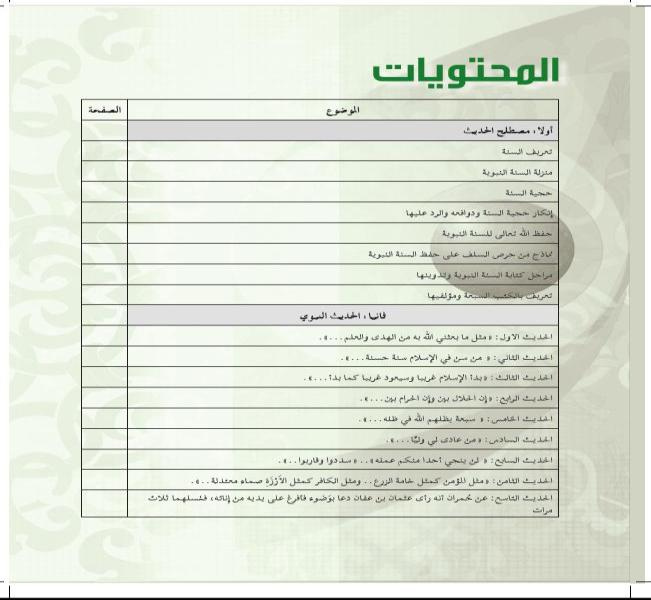 المحتويات
الموضوع	الصفحة
أولاً، مصطلح الحديث
تعريف السنة
منزلة السنة النبوية
حجية السنة
إنكار حجية السنة ودوافعه والرد عليها
حفظ الله تعالى للسنة النبوية
نماذج من حرص السلف على حفظ السنة النبوية
مراحل كتابة السنة النبوية وتدوينها
تعريف بالكتب السبعة ومؤلفيها
ثانيا، الحديث النبوي
الحديث الأول: «مثل ما بعثني الله به من الهدى والعلم...».
الحديث الثاني: « من سن في الإسلام سنة حسنة...».
الحديث الثالث: «بدأ الإسلام غريبا وسيعود غريبا كما بدأ...».
الحديث الرابع: «إن الحلال بين وإن الحرام بين...».
الحديث الخامس: « سبعة يظلهم الله في ظله...».
الحديث السادس: «من عادى لي وليًّا...».
الحديث السابع: « لن ينجي أحدا منكم عمله».. «سددوا وقاربوا..».
الحديث الثامن: «مثل المؤمن كمثل خامة الزرع.. ومثل الكافر كمثل الأرزة صماء معتدلة..».
الحديث التاسع: عن حُمران أنه رأى عثمان بن عفان دعا بوَضوء فأفرغ على يديه من إنائه، فغسلهما ثلاث
مرات